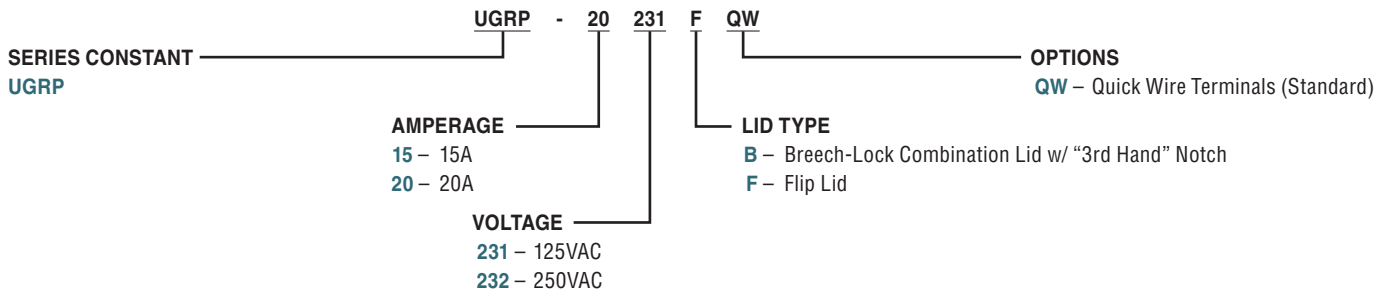 UGRP - 20 231 F QW
SERIES CONSTANT
UGRP
OPTIONS
QW – Quick Wire Terminals (Standard)
AMPERAGE
15 – 15A
20 – 20A
LID TYPE
B – Breech-Lock Combination Lid w/ “3rd Hand” Notch
F – Flip Lid
VOLTAGE
231 – 125VAC
232 – 250VAC